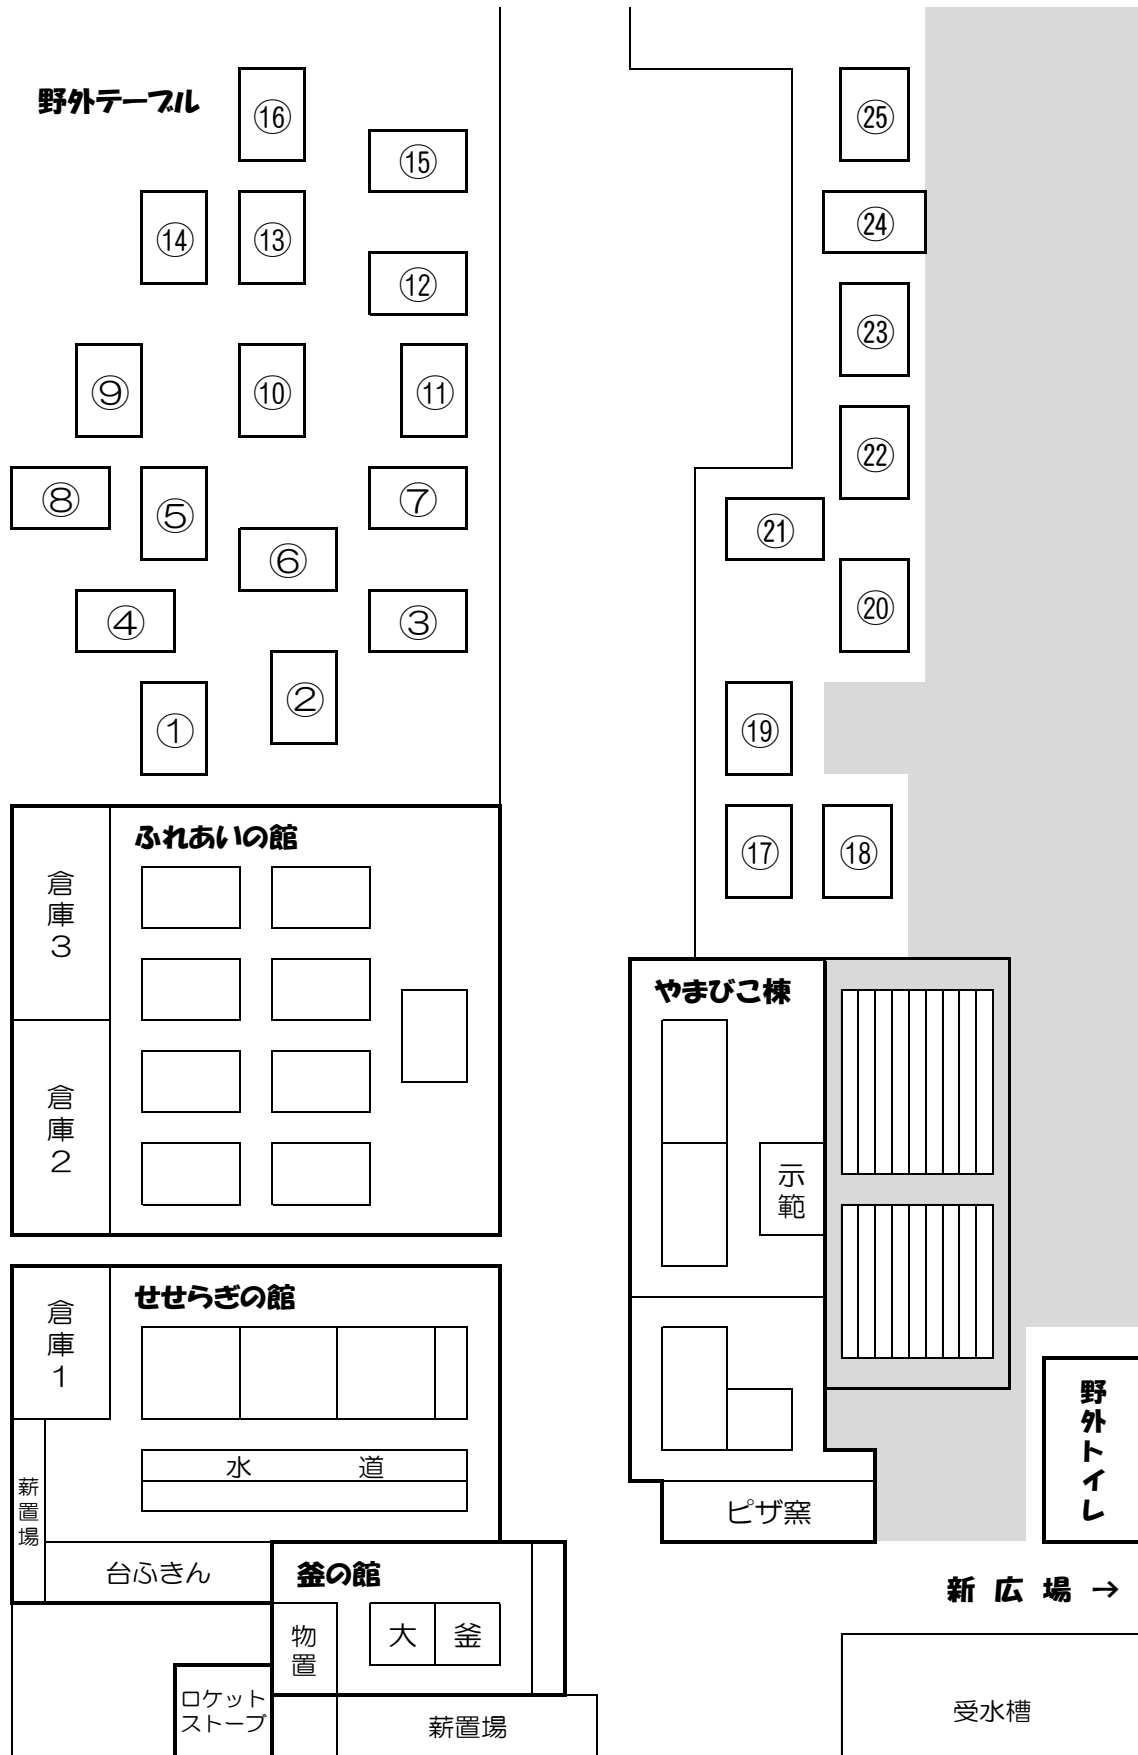 野外テーブル
⑯
⑮
⑭
⑬
⑫
⑨
⑩
⑪
⑧
⑤
⑦
⑥
④
③
②
①
㉕
㉔
㉓
㉒
㉑
⑳
⑲
⑰
⑱
ふれあいの館
倉庫3
倉庫2
やまびこ棟
示範
せせらぎの館
倉庫1
水道
薪置場
台ふきん
ピザ窯
野外トイレ
釜の館
物置
大釜
ロケット
ストーブ
薪置場
新広場→
受水槽